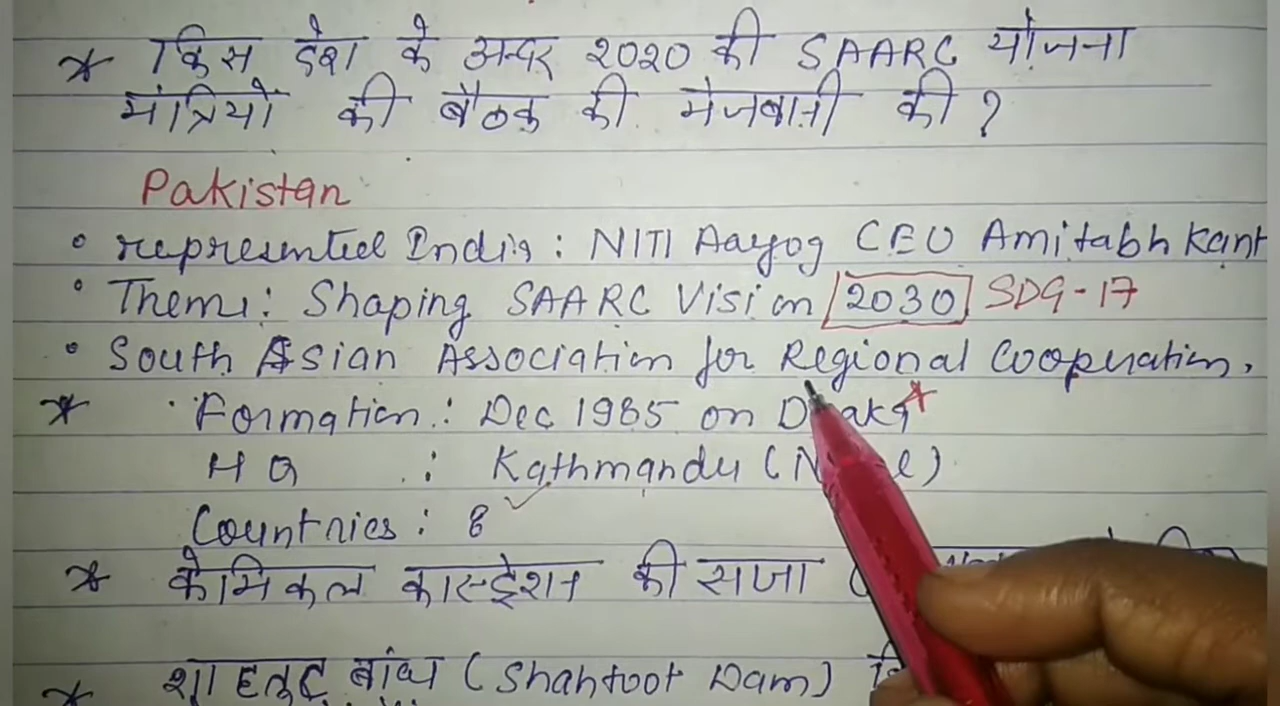 * किस देश के अन्दर 2020 की SAARC योजना
मंत्रियों की बैठक की मेजबानी की ?
Pakistan
• represented India : NITI Aayog CEO Amitabh Kant
• Theme : Shaping SAARC Vision 2030 SDG-17
• South Asian Association for Regional Cooperation.
* Formation : Dec 1985 on Dhaka
HQ : Kathmandu (
Countries : 8 ✓
* कैमिकल कास्ट्रेशन की सजा (
* शाहतूट बांध (Shahtoot Dam)